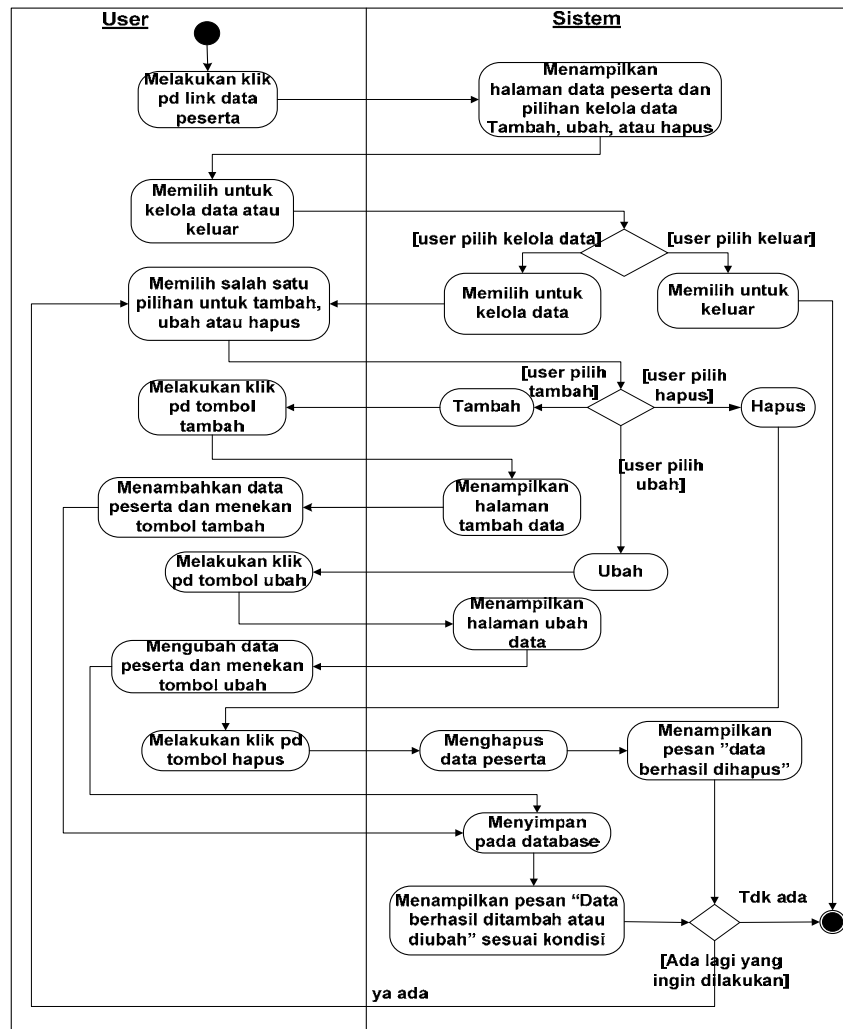 User
Sistem
Melakukan klik
pd link data
peserta
Menampilkan
halaman data peserta dan
pilihan kelola data
Tambah, ubah, atau hapus
Memilih untuk
kelola data atau
keluar
[user pilih kelola data]
[user pilih keluar]
Memilih salah satu
pilihan untuk tambah,
ubah atau hapus
Memilih untuk
kelola data
Memilih untuk
keluar
[user pilih
tambah]
[user pilih
hapus]
Melakukan klik
pd tombol
tambah
Tambah
Hapus
[user pilih
ubah]
Menambahkan data
peserta dan menekan
tombol tambah
Menampilkan
halaman
tambah data
Melakukan klik
pd tombol ubah
Ubah
Menampilkan
halaman ubah
data
Mengubah data
peserta dan menekan
tombol ubah
Melakukan klik pd
tombol hapus
Menghapus
data peserta
Menampilkan
pesan ”data
berhasil dihapus”
Menyimpan
pada database
Menampilkan pesan “Data
berhasil ditambah atau
diubah” sesuai kondisi
Tdk ada
[Ada lagi yang
ingin dilakukan]
ya ada